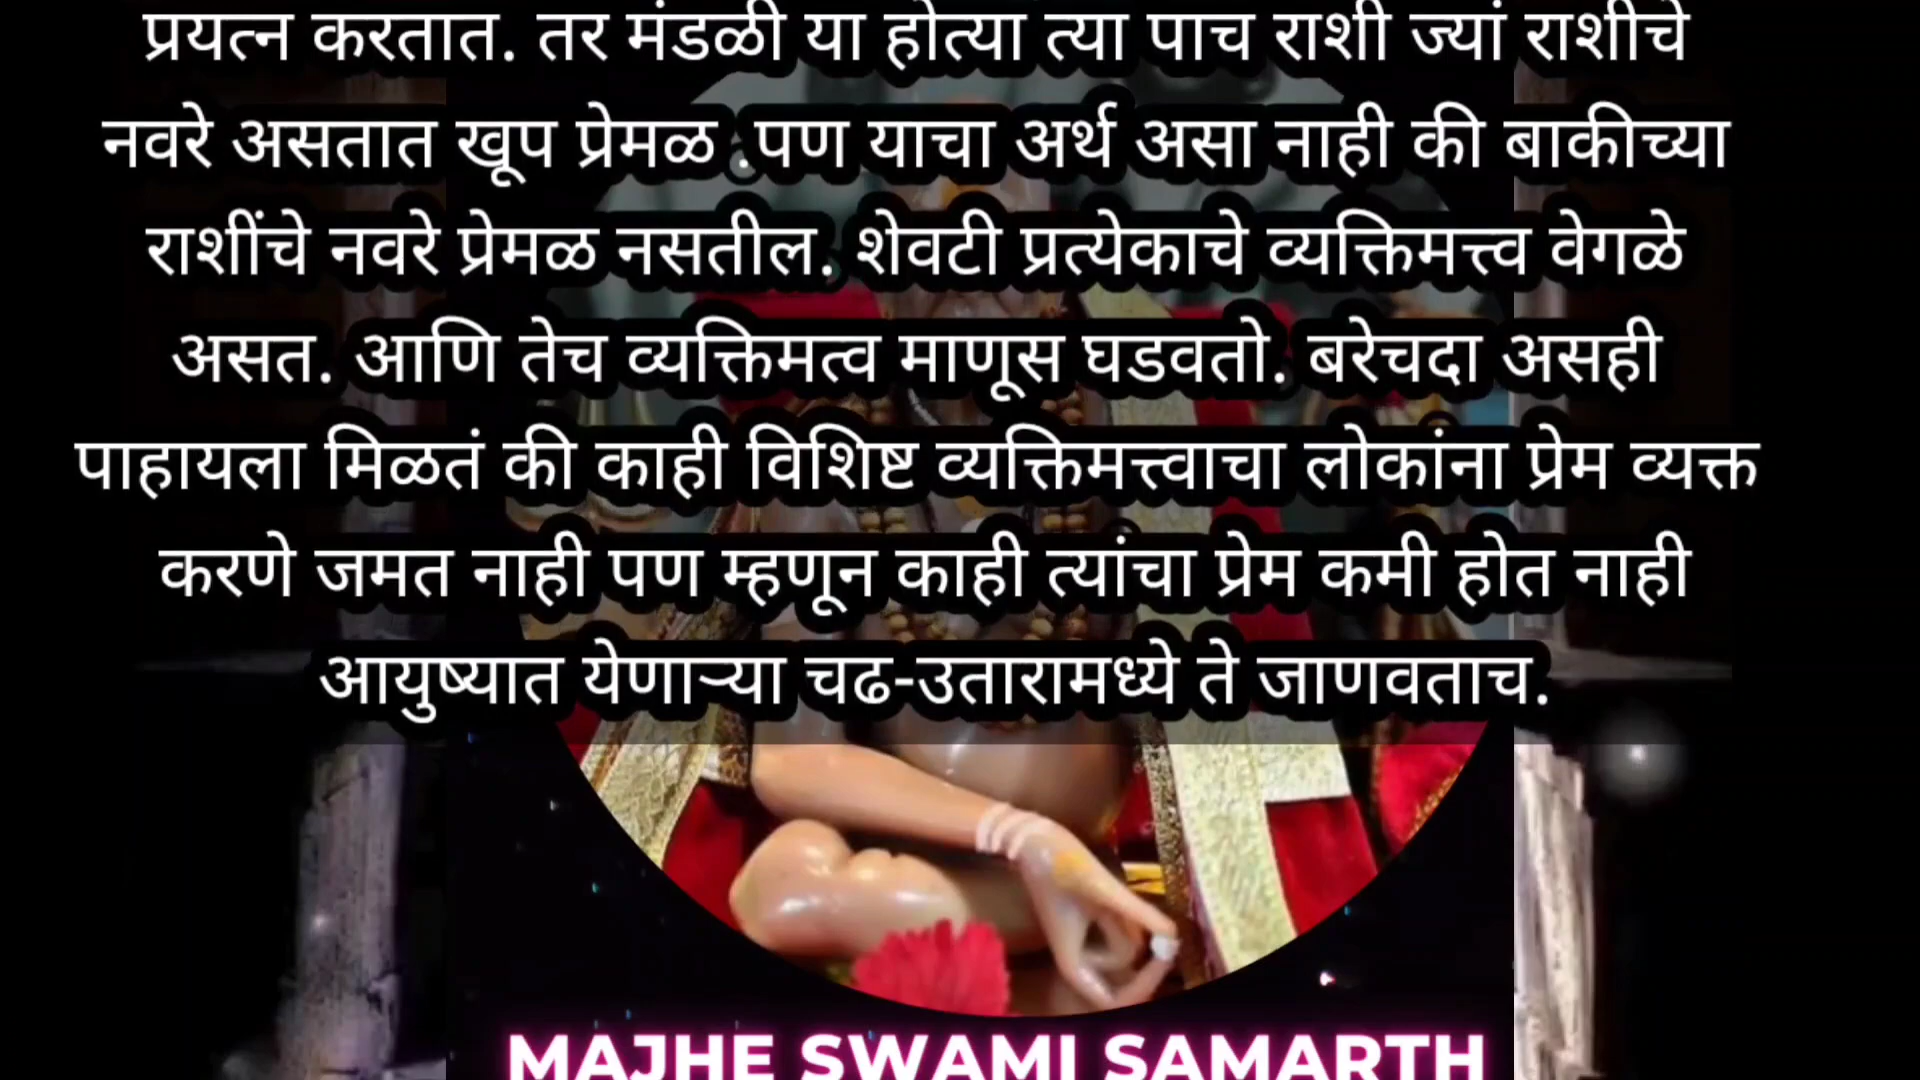 प्रयत्न करतात. तर मंडळी या होत्या त्या पाच राशी ज्यां राशीचे
नवरे असतात खूप प्रेमळ .पण याचा अर्थ असा नाही की बाकीच्या
राशींचे नवरे प्रेमळ नसतील. शेवटी प्रत्येकाचे व्यक्तिमत्त्व वेगळे
असत. आणि तेच व्यक्तिमत्व माणूस घडवतो. बरेचदा असही
पाहायला मिळतं की काही विशिष्ट व्यक्तिमत्त्वाचा लोकांना प्रेम व्यक्त
करणे जमत नाही पण म्हणून काही त्यांचा प्रेम कमी होत नाही
आयुष्यात येणाऱ्या चढ-उतारामध्ये ते जाणवताच.
MAJHE SWAMI SAMARTH